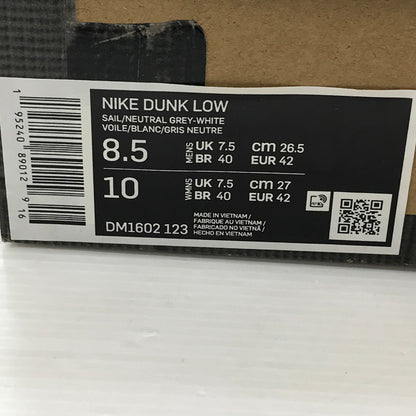 NIKE DUNK LOW
SAIL/NEUTRAL GREY-WHITE
VOILE/BLANC/GRIS NEUTRE
8.5 MENS UK 7.5 CM 26.5
BR 40 EUR 42
10 WMNS UK 7.5 CM 27
BR 40 EUR 42
DM1602 123
MADE IN VIETNAM /
FABRIQUE AU VIETNAM /
FABRICADO NO VIETNÃ /
HECHO EN VIETNAM
1 95240 89012 9 16